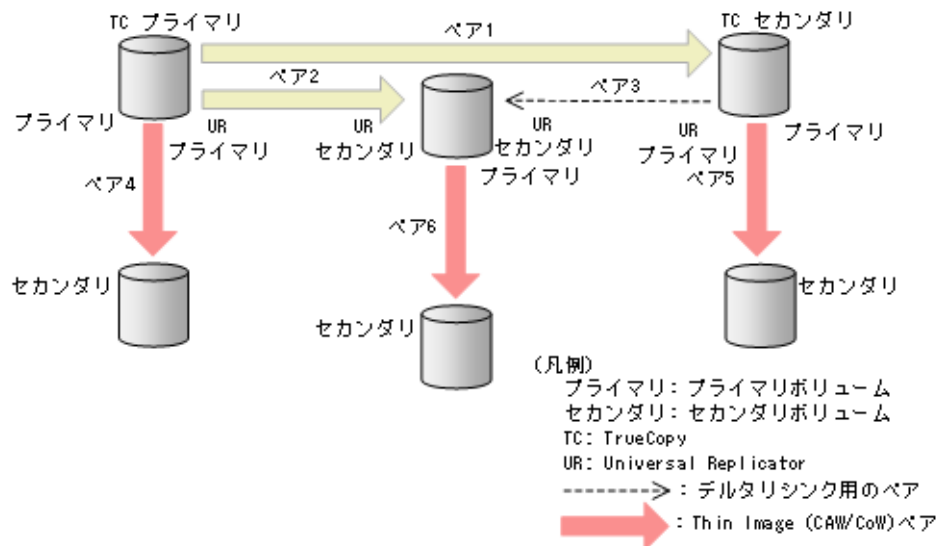 TC プライマリ
TC セカンダリ
ペア1
ペア2
ペア3
プライマリ
UR
プライマリ
UR
セカンダリ
UR
セカンダリ
プライマリ
UR
プライマリ
プライマリ
ペア4
ペア6
ペア5
セカンダリ
セカンダリ
セカンダリ
(凡例)
プライマリ: プライマリボリューム
セカンダリ: セカンダリボリューム
TC: TrueCopy
UR: Universal Replicator
: デルタリシンク用のペア
: Thin Image (CAW/CoW)ペア